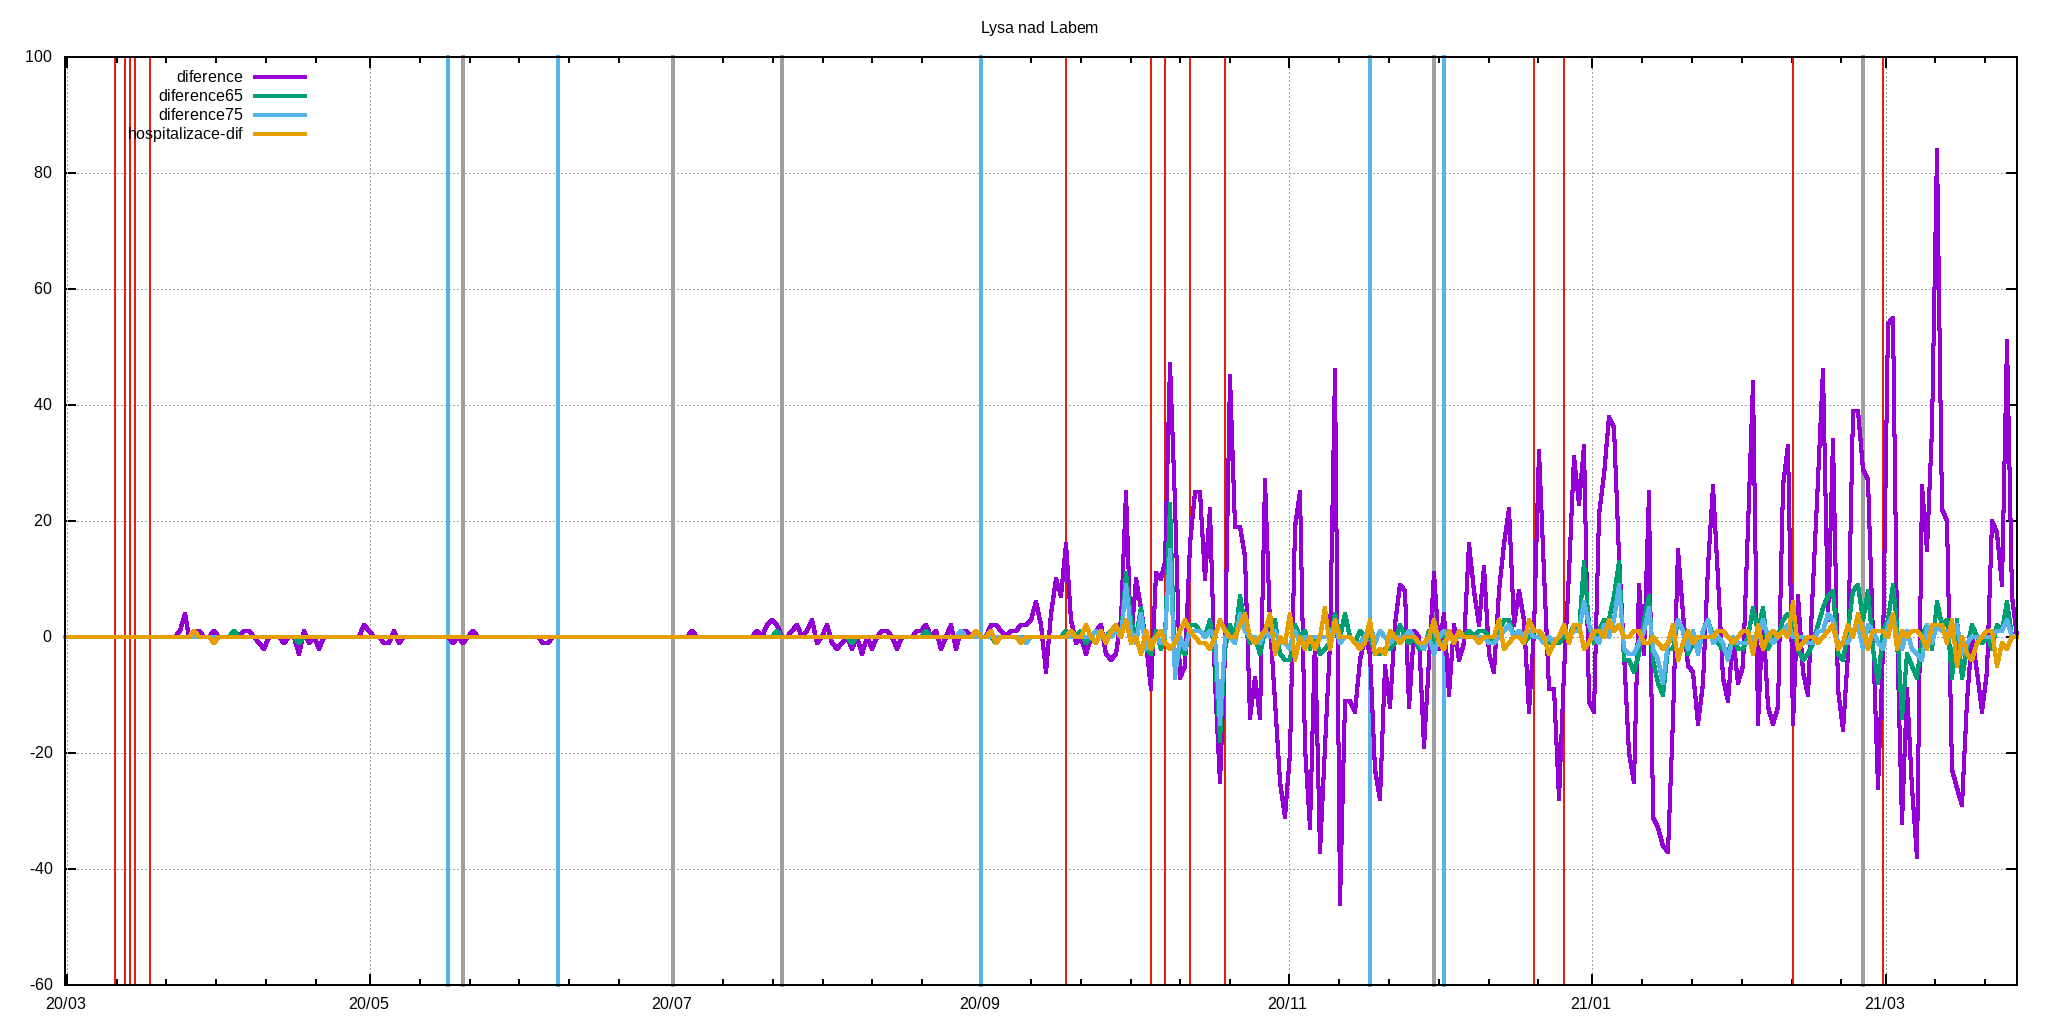 Lysa nad Labem
100
80
60
40
20
0
-20
-40
-60
diference
diference65
diference75
hospitalizace-dif
20/03 20/05 20/07 20/09 20/11 21/01 21/03